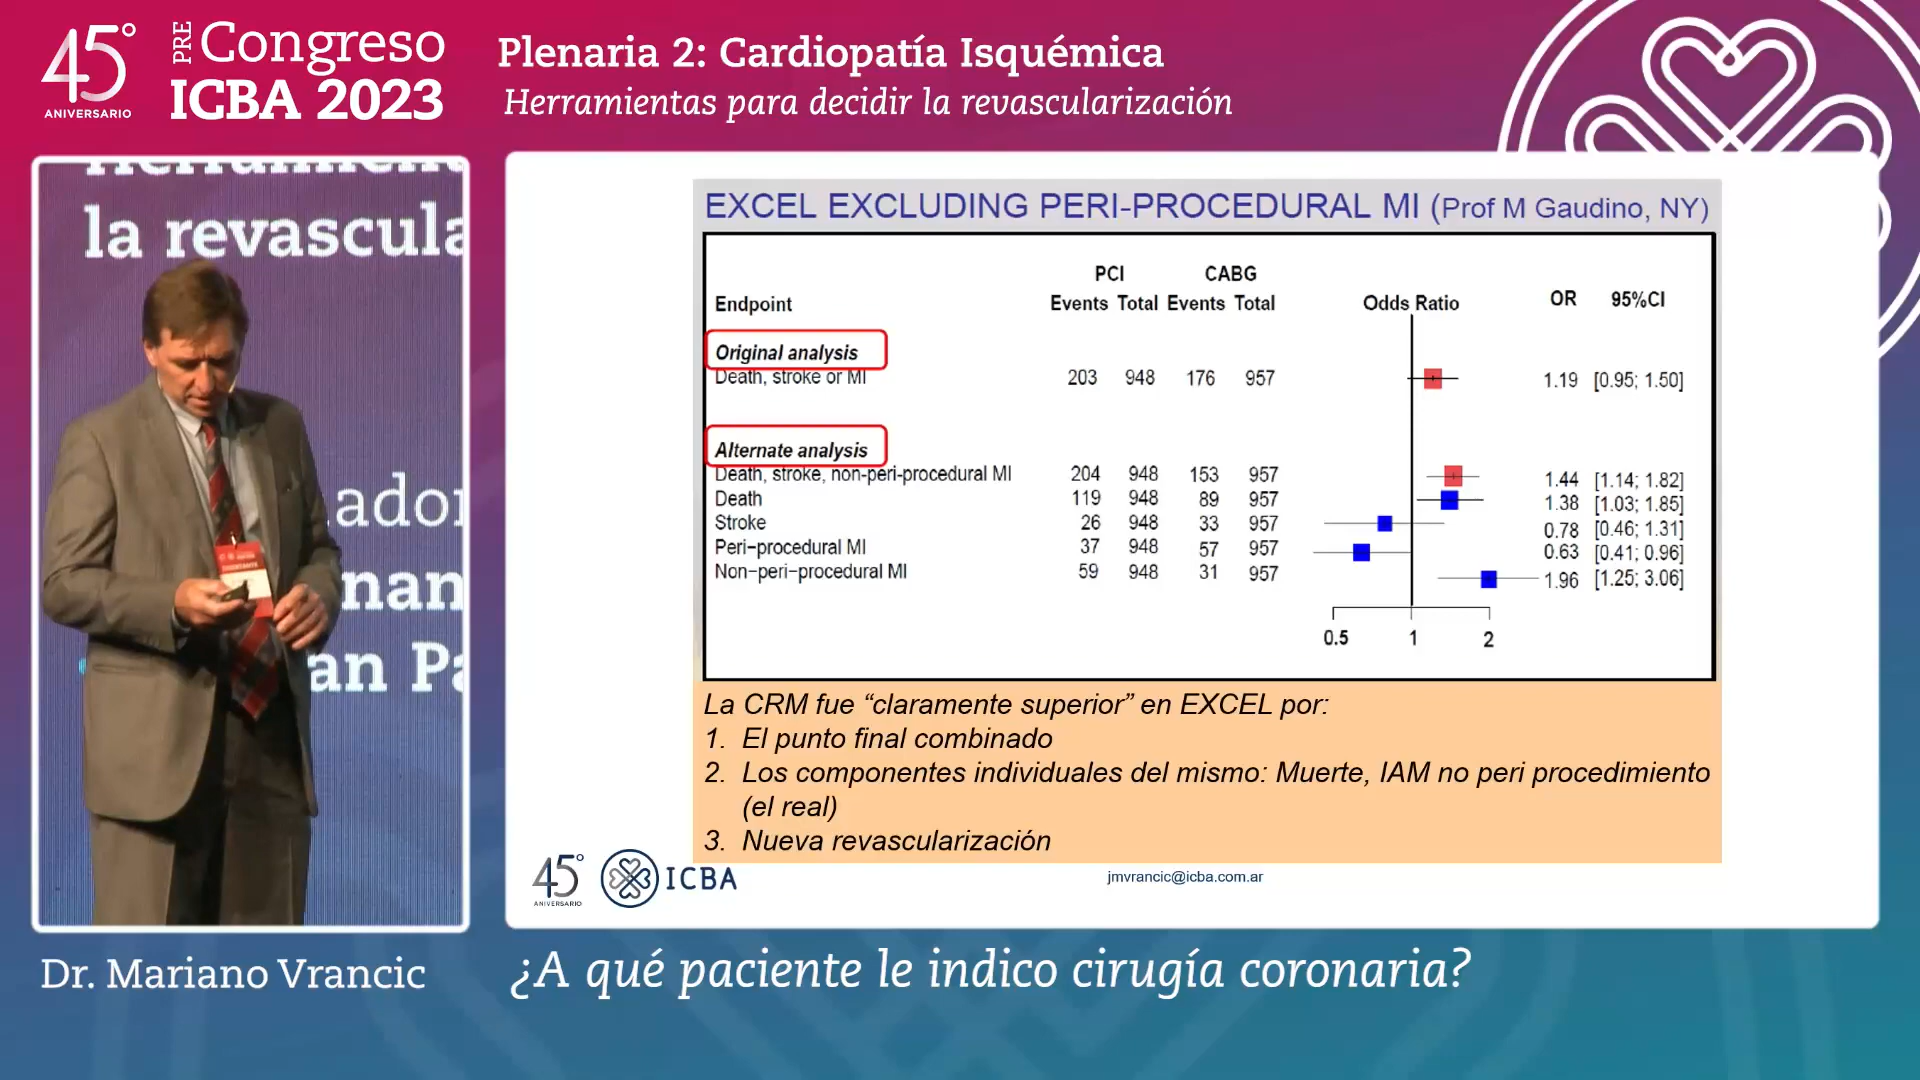 45° ANIVERSARIO
PRE Congreso
ICBA 2023
Plenaria 2: Cardiopatía Isquémica
Herramientas para decidir la revascularización
la revascula
ador
nan
an Pa
EXCEL EXCLUDING PERI-PROCEDURAL MI (Prof M Gaudino, NY)
PCI CABG
Endpoint Events Total Events Total Odds Ratio OR 95%CI
Original analysis
Death, stroke or MI 203 948 176 957 1.19 [0.95; 1.50]
Alternate analysis
Death, stroke, non-peri-procedural MI 204 948 153 957 1.44 [1.14; 1.82]
Death 119 948 89 957 1.38 [1.03; 1.85]
Stroke 26 948 33 957 0.78 [0.46; 1.31]
Peri-procedural MI 37 948 57 957 0.63 [0.41; 0.96]
Non-peri-procedural MI 59 948 31 957 1.96 [1.25; 3.06]
0.5 1 2
La CRM fue “claramente superior” en EXCEL por:
1. El punto final combinado
2. Los componentes individuales del mismo: Muerte, IAM no peri procedimiento
(el real)
3. Nueva revascularización
45° ANIVERSARIO ICBA
jmvrancic@icba.com.ar
Dr. Mariano Vrancic
¿A qué paciente le indico cirugía coronaria?